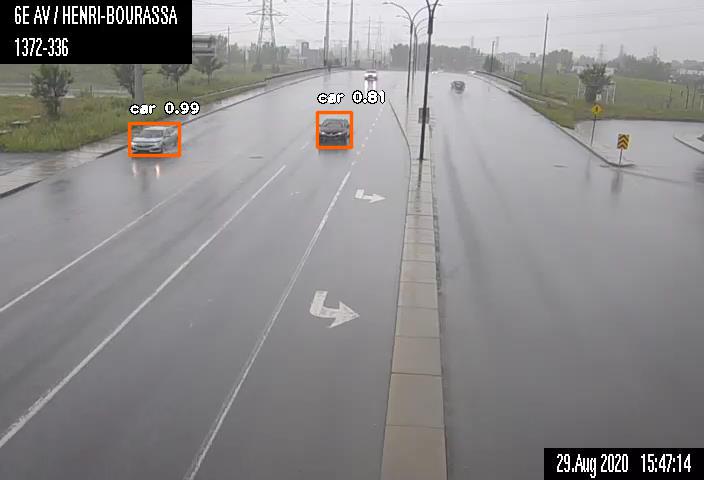 6E AV / HENRI-BOURASSA
1372-336
car 0.99
car 0.81
29.Aug 2020 15:47:14